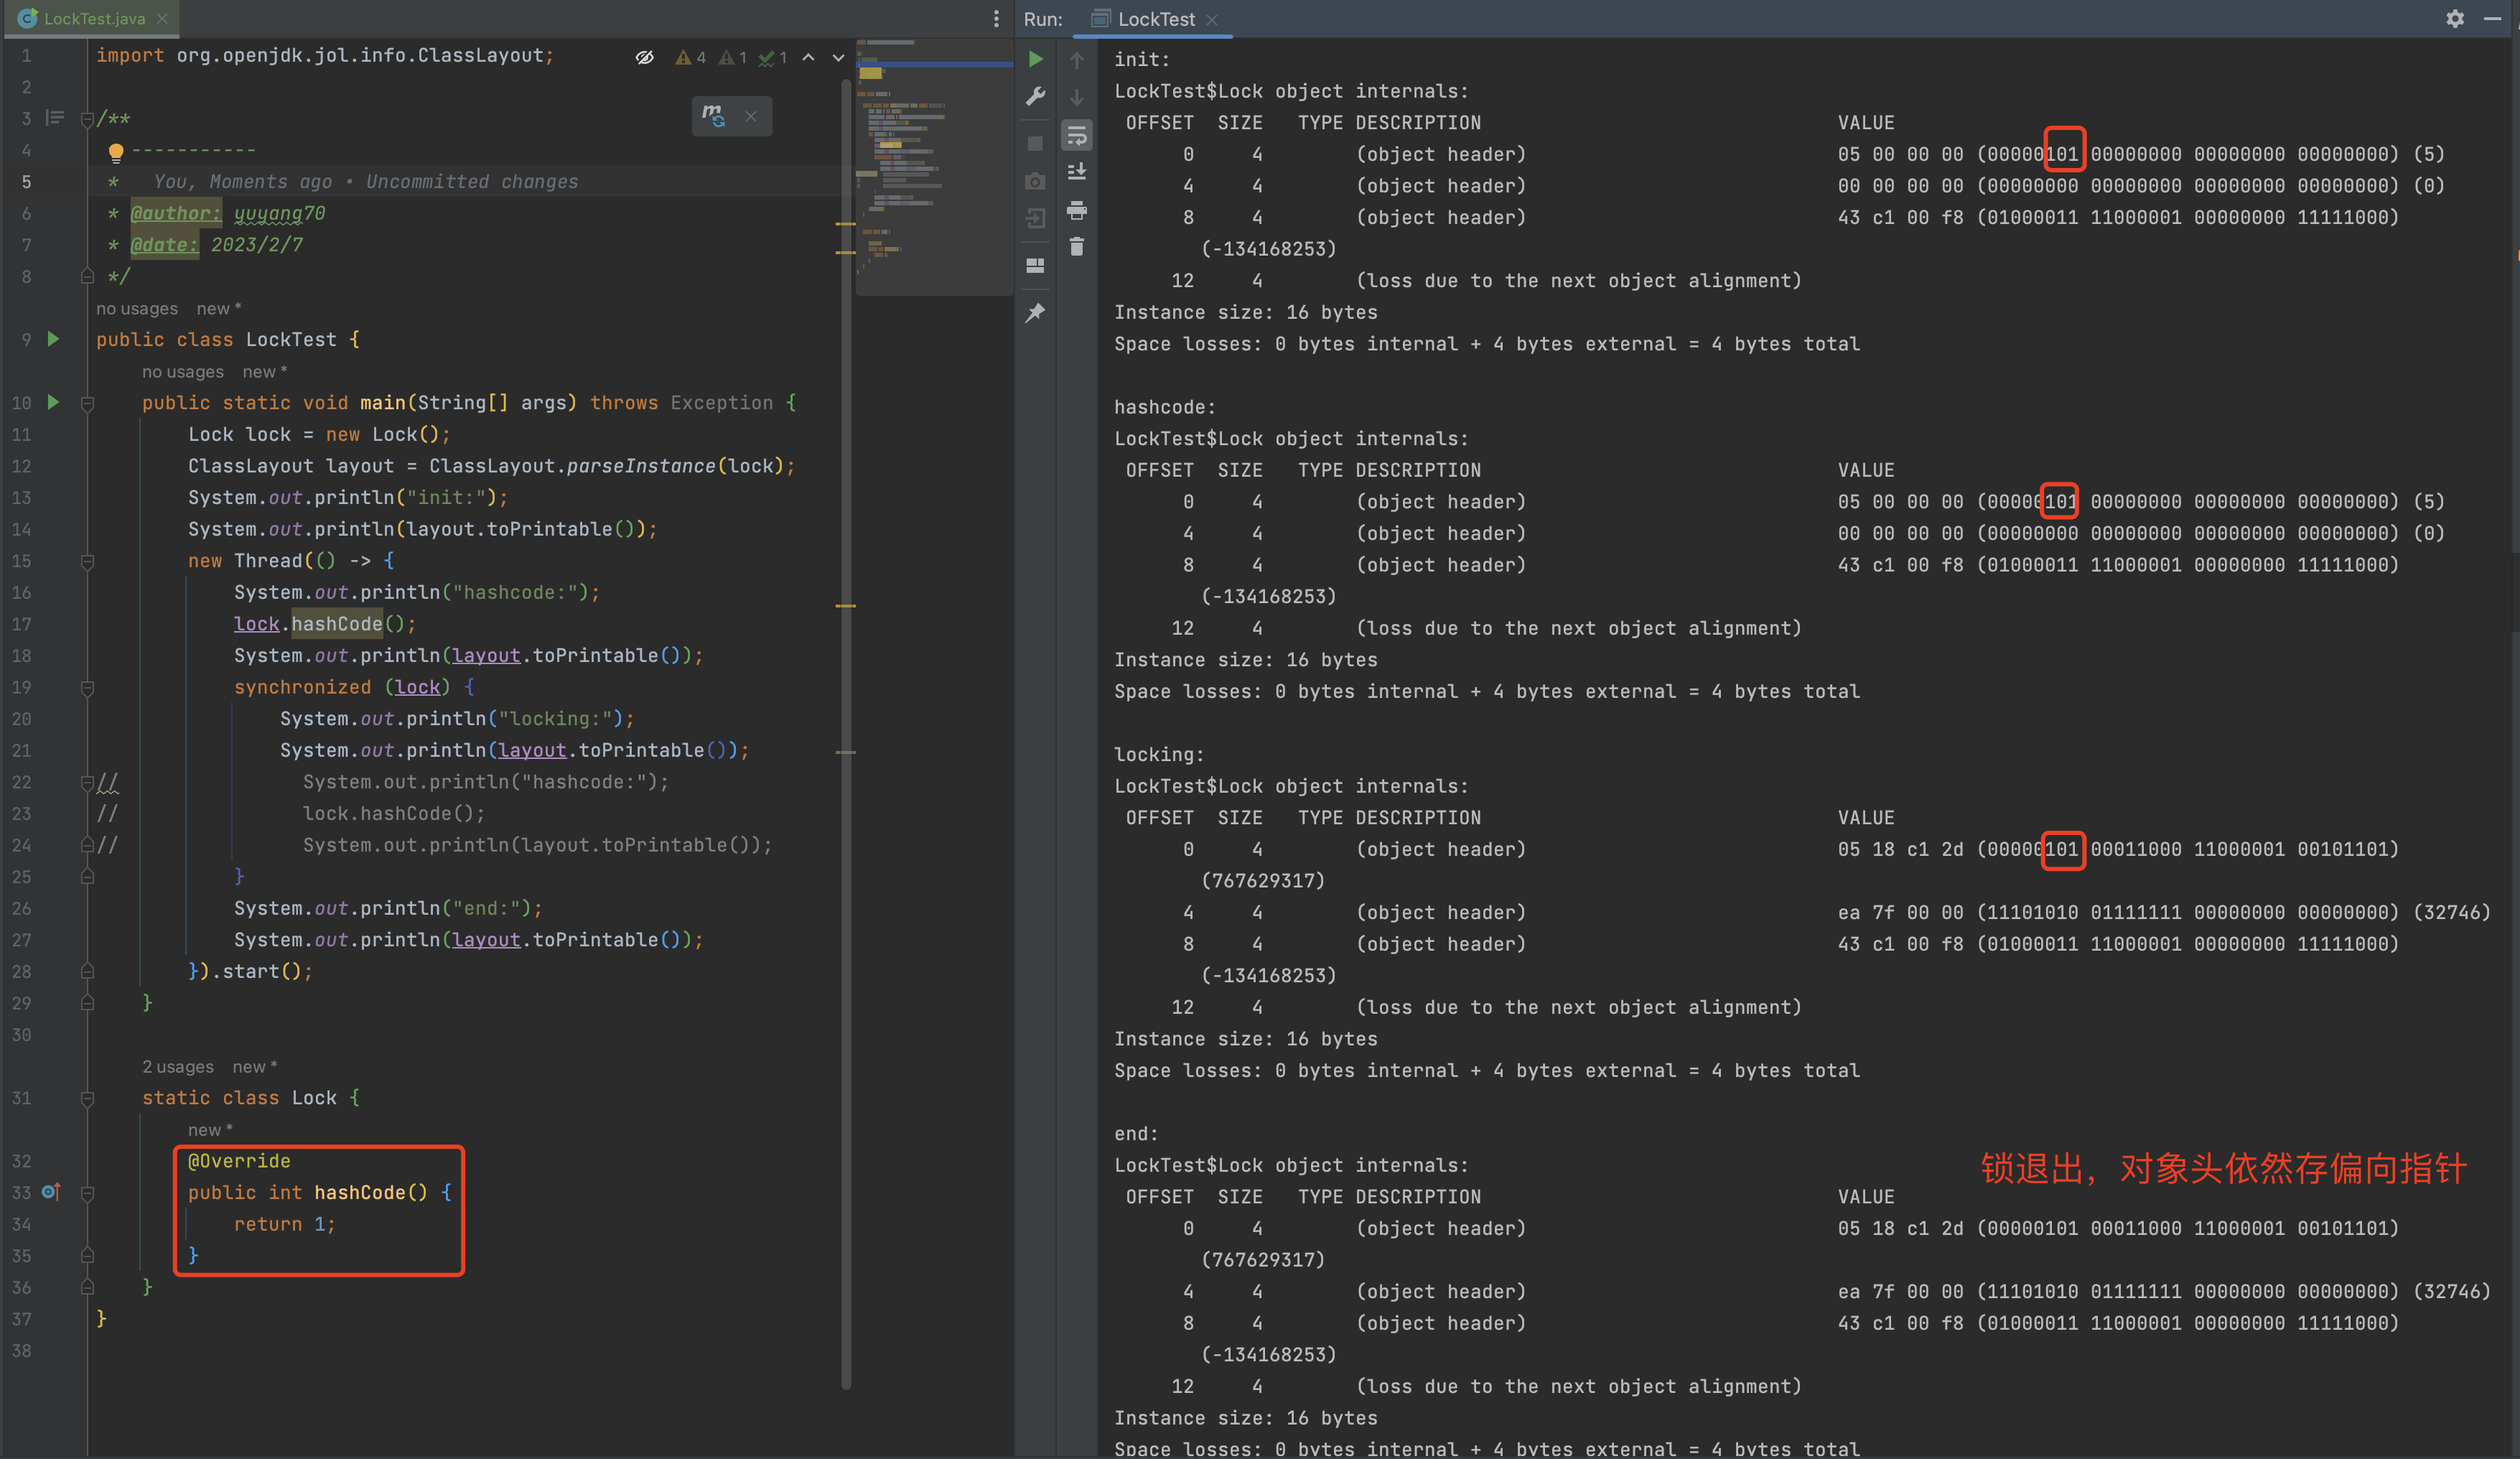 LockTest.java
4 1 1
1 import org.openjdk.jol.info.ClassLayout;
2
3 /**
4 -----------
5 * You, Moments ago • Uncommitted changes
6 * @author: yuyang70
7 * @date: 2023/2/7
8 */
no usages new *
9 public class LockTest {
no usages new *
10 public static void main(String[] args) throws Exception {
11 Lock lock = new Lock();
12 ClassLayout layout = ClassLayout.parseInstance(lock);
13 System.out.println("init:");
14 System.out.println(layout.toPrintable());
15 new Thread(() -> {
16 System.out.println("hashcode:");
17 lock.hashCode();
18 System.out.println(layout.toPrintable());
19 synchronized (lock) {
20 System.out.println("locking:");
21 System.out.println(layout.toPrintable());
22 // System.out.println("hashcode:");
23 // lock.hashCode();
24 // System.out.println(layout.toPrintable());
25 }
26 System.out.println("end:");
27 System.out.println(layout.toPrintable());
28 }).start();
29 }
30
2 usages new *
31 static class Lock {
new *
32 @Override
33 public int hashCode() {
34 return 1;
35 }
36 }
37 }
38
Run: LockTest
init:
LockTest$Lock object internals:
OFFSET SIZE TYPE DESCRIPTION VALUE
0 4 (object header) 05 00 00 00 (00000101 00000000 00000000 00000000) (5)
4 4 (object header) 00 00 00 00 (00000000 00000000 00000000 00000000) (0)
8 4 (object header) 43 c1 00 f8 (01000011 11000001 00000000 11111000)
(-134168253)
12 4 (loss due to the next object alignment)
Instance size: 16 bytes
Space losses: 0 bytes internal + 4 bytes external = 4 bytes total
hashcode:
LockTest$Lock object internals:
OFFSET SIZE TYPE DESCRIPTION VALUE
0 4 (object header) 05 00 00 00 (00000101 00000000 00000000 00000000) (5)
4 4 (object header) 00 00 00 00 (00000000 00000000 00000000 00000000) (0)
8 4 (object header) 43 c1 00 f8 (01000011 11000001 00000000 11111000)
(-134168253)
12 4 (loss due to the next object alignment)
Instance size: 16 bytes
Space losses: 0 bytes internal + 4 bytes external = 4 bytes total
locking:
LockTest$Lock object internals:
OFFSET SIZE TYPE DESCRIPTION VALUE
0 4 (object header) 05 18 c1 2d (00000101 00011000 11000001 00101101)
(767629317)
4 4 (object header) ea 7f 00 00 (11101010 01111111 00000000 00000000) (32746)
8 4 (object header) 43 c1 00 f8 (01000011 11000001 00000000 11111000)
(-134168253)
12 4 (loss due to the next object alignment)
Instance size: 16 bytes
Space losses: 0 bytes internal + 4 bytes external = 4 bytes total
end:
LockTest$Lock object internals:
锁退出，对象头依然存偏向指针
OFFSET SIZE TYPE DESCRIPTION VALUE
0 4 (object header) 05 18 c1 2d (00000101 00011000 11000001 00101101)
(767629317)
4 4 (object header) ea 7f 00 00 (11101010 01111111 00000000 00000000) (32746)
8 4 (object header) 43 c1 00 f8 (01000011 11000001 00000000 11111000)
(-134168253)
12 4 (loss due to the next object alignment)
Instance size: 16 bytes
Space losses: 0 bytes internal + 4 bytes external = 4 bytes total